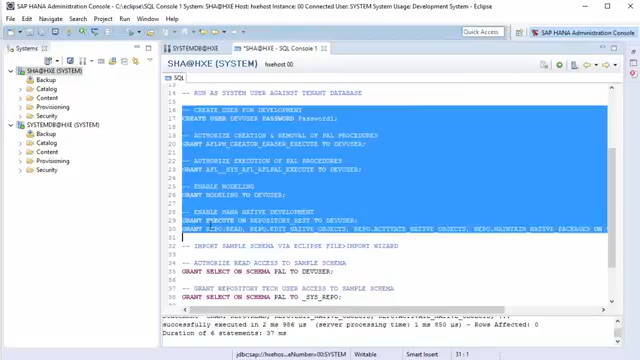 SAP HANA Administration Console - C:\eclipse\SQL Console 1 System: SHA@HXE Host: hxehost Instance: 00 Connected User: SYSTEM System Usage: Development System - Eclipse
File Edit Navigate Search Project Run Window Help
Quick Access
SAP HANA Administration Console
Systems
SHA@HXE (SYSTEM)
Backup
Catalog
Content
Provisioning
Security
SYSTEMDB@HXE (SYSTEM)
Backup
Catalog
Content
Provisioning
Security
SYSTEMDB@HXE
*SHA@HXE - SQL Console 1
SHA@HXE (SYSTEM) hxehost 00
SQL
13
14 -- RUN AS SYSTEM USER AGAINST TENANT DATABASE
15
16 -- CREATE USER FOR DEVELOPMENT
17 CREATE USER DEVUSER PASSWORD Password1;
18
19 -- AUTHORIZE CREATION & REMOVAL OF PAL PROCEDURES
20 GRANT AFLPM_CREATOR_ERASER_EXECUTE TO DEVUSER;
21
22 -- AUTHORIZE EXECUTION OF PAL PROCEDURES
23 GRANT AFL__SYS_AFL_AFLPAL_EXECUTE TO DEVUSER;
24
25 -- ENABLE MODELING
26 GRANT MODELING TO DEVUSER;
27
28 -- ENABLE HANA NATIVE DEVELOPMENT
29 GRANT EXECUTE ON REPOSITORY_REST TO DEVUSER;
30 GRANT REPO.READ, REPO.EDIT_NATIVE_OBJECTS, REPO.ACTIVATE_NATIVE_OBJECTS, REPO.MAINTAIN_NATIVE_PACKAGES ON
31
32 -- IMPORT SAMPLE SCHEMA VIA ECLIPSE FILE>IMPORT WIZARD
33
34 -- AUTHORIZE READ ACCESS TO SAMPLE SCHEMA
35 GRANT SELECT ON SCHEMA PAL TO DEVUSER;
36
37 -- GRANT REPOSITORY TECH USER ACCESS TO SAMPLE SCHEMA
38 GRANT SELECT ON SCHEMA PAL TO _SYS_REPO;
successfully executed in 2 ms 986 µs (server processing time: 1 ms 850 µs) - Rows Affected: 0
Duration of 6 statements: 37 ms
jdbc:sap://hxehost...eNumber=00:SYSTEM Writable Smart Insert 31 : 1